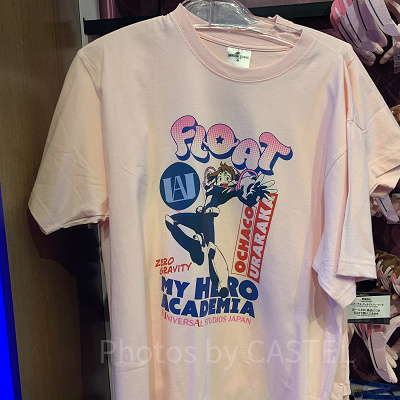 FLOAT
UA
OCHACO
URARAKA
ZERO
GRAVITY
MY HERO
ACADEMIA
UNIVERSAL STUDIOS JAPAN
Photos by CASTEL